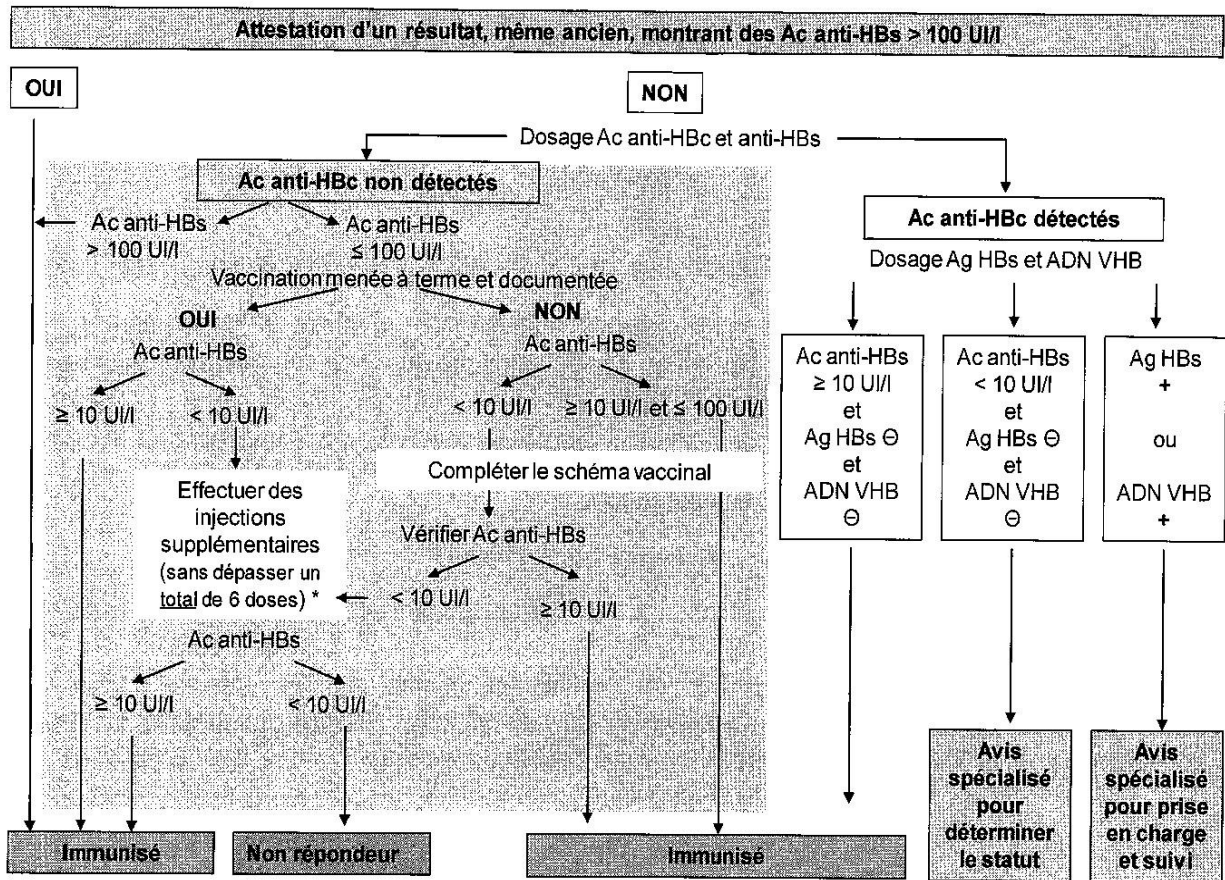 Attestation d'un résultat, même ancien, montrant des Ac anti-HBs > 100 UI/l
OUI
NON
Dosage Ac anti-HBc et anti-HBs
Ac anti-HBc non détectés
Ac anti-HBs
> 100 UI/l
Ac anti-HBs
≤ 100 UI/l
Vaccination menée à terme et documentée
OUI
Ac anti-HBs
≥ 10 UI/l
< 10 UI/l
NON
Ac anti-HBs
< 10 UI/l
≥ 10 UI/l et ≤ 100 UI/l
Effectuer des
injections
supplémentaires
(sans dépasser un
total de 6 doses) *
Compléter le schéma vaccinal
Vérifier Ac anti-HBs
< 10 UI/l
≥ 10 UI/l
Ac anti-HBs
≥ 10 UI/l
< 10 UI/l
Ac anti-HBc détectés
Dosage Ag HBs et ADN VHB
Ac anti-HBs
≥ 10 UI/l
et
Ag HBs ⊖
et
ADN VHB
⊖
Ac anti-HBs
< 10 UI/l
et
Ag HBs ⊖
et
ADN VHB
⊖
Ag HBs
+
ou
ADN VHB
+
Immunisé
Non répondeur
Immunisé
Avis
spécialisé
pour
déterminer
le statut
Avis
spécialisé
pour prise
en charge
et suivi